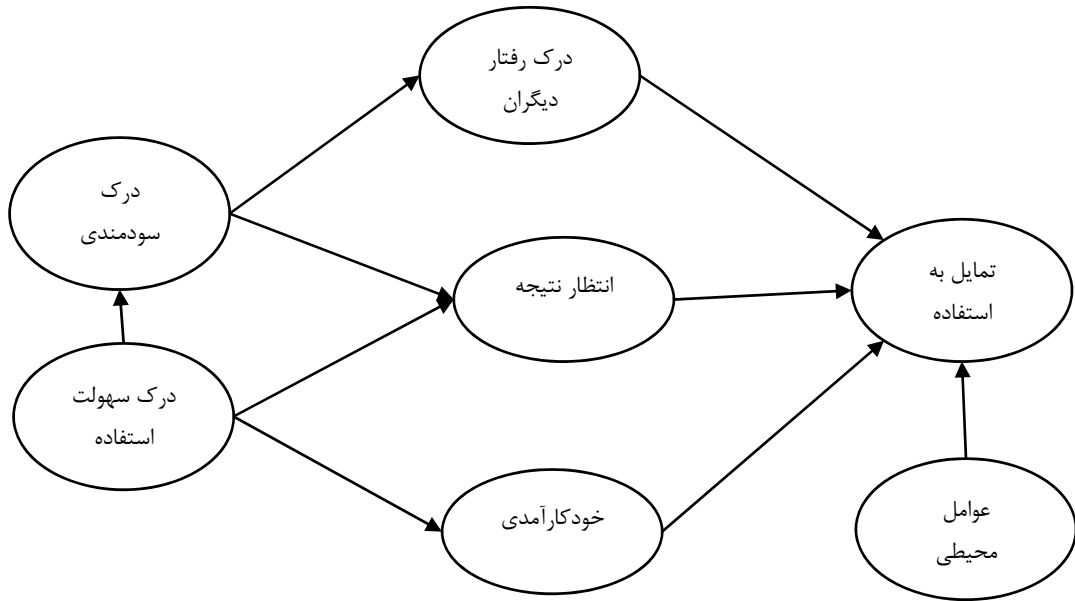 درک رفتار
دیگران
درک
سودمندی
انتظار نتیجه
تمایل به
استفاده
درک سهولت
استفاده
خودکارآمدی
عوامل
محیطی